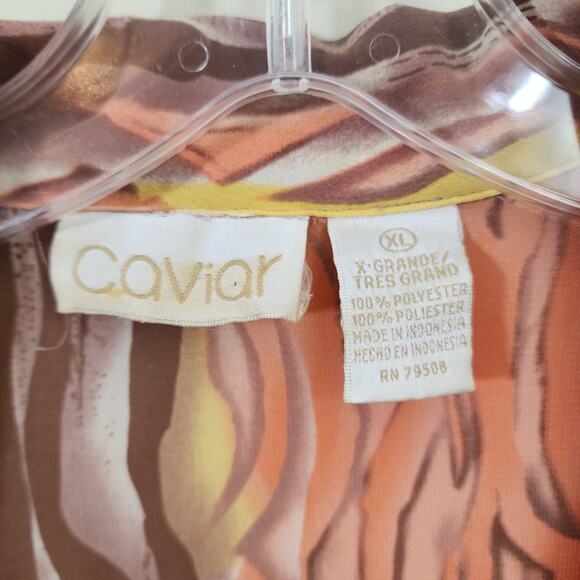 caviar
XL
X-GRANDE/
TRES GRAND
100% POLYESTER
100% POLIESTER
MADE IN INDONESIA
HECHO EN INDONESIA
RN 79508